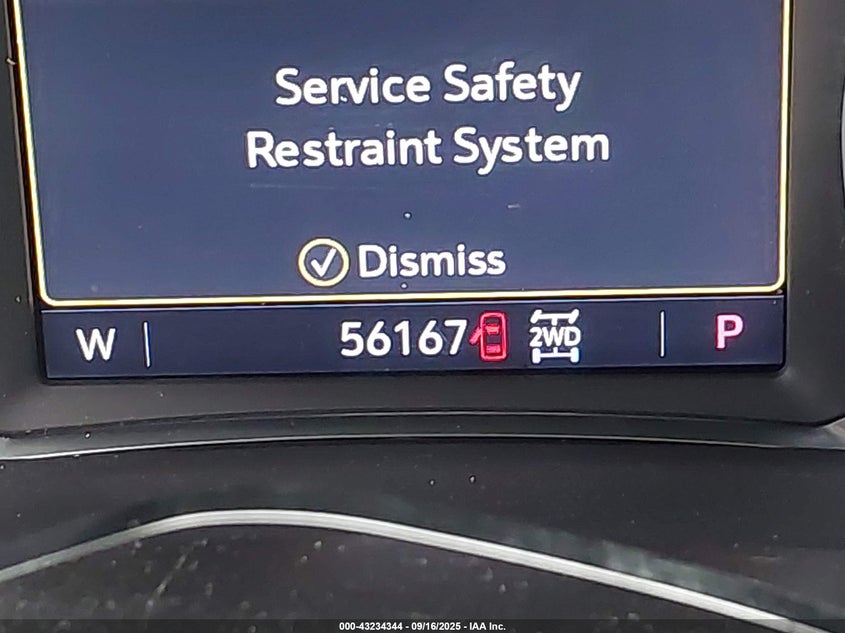 Service Safety
Restraint System
Dismiss
W 56167 2WD P
000-43234344 - 09/16/2025 - IAA Inc.